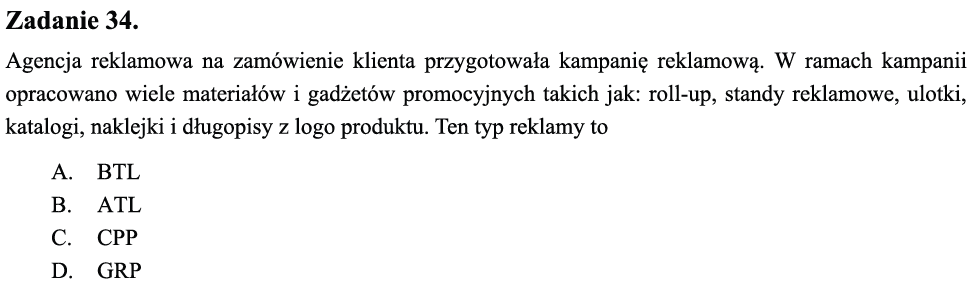 Zadanie 34.
Agencja reklamowa na zamówienie klienta przygotowała kampanię reklamową. W ramach kampanii
opracowano wiele materiałów i gadżetów promocyjnych takich jak: roll-up, standy reklamowe, ulotki,
katalogi, naklejki i długopisy z logo produktu. Ten typ reklamy to
A. BTL
B. ATL
C. CPP
D. GRP